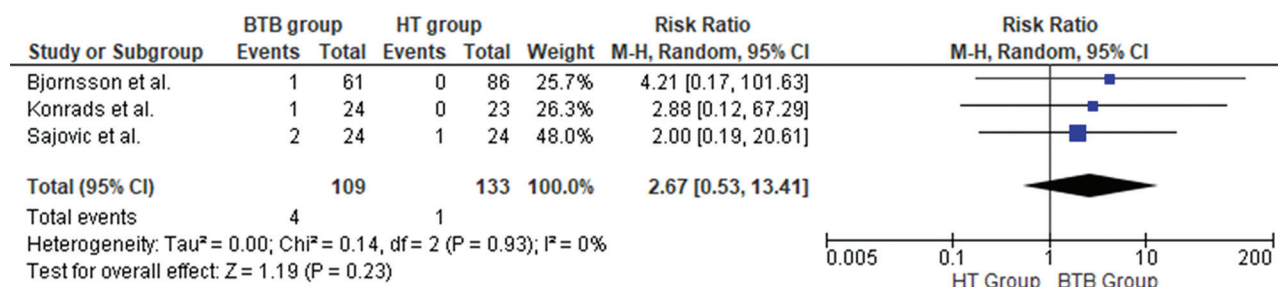 BTB group HT group Risk Ratio Risk Ratio
Study or Subgroup Events Total Events Total Weight M-H, Random, 95% CI M-H, Random, 95% CI
Bjornsson et al. 1 61 0 86 25.7% 4.21 [0.17, 101.63]
Konrads et al. 1 24 0 23 26.3% 2.88 [0.12, 67.29]
Sajovic et al. 2 24 1 24 48.0% 2.00 [0.19, 20.61]
Total (95% CI) 109 133 100.0% 2.67 [0.53, 13.41]
Total events 4 1
Heterogeneity: Tau² = 0.00; Chi² = 0.14, df = 2 (P = 0.93); I² = 0%
Test for overall effect: Z = 1.19 (P = 0.23)
0.005 0.1 1 10 200
HT Group BTB Group